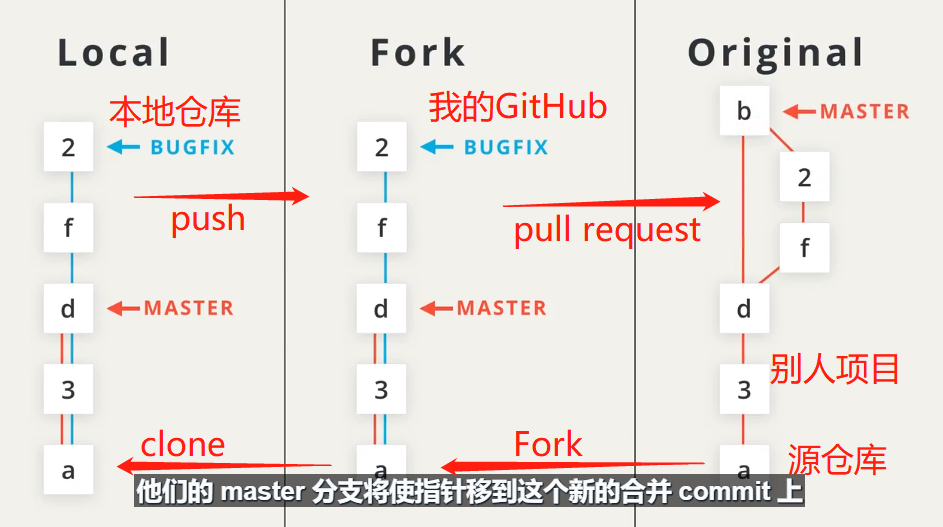 Local
Fork
Original
本地仓库
我的GitHub
b
MASTER
2
BUGFIX
2
BUGFIX
2
push
pull request
f
f
f
d
MASTER
d
MASTER
d
3
3
3
别人项目
clone
Fork
源仓库
a
a
a
他们的 master 分支将使指针移到这个新的合并 commit 上